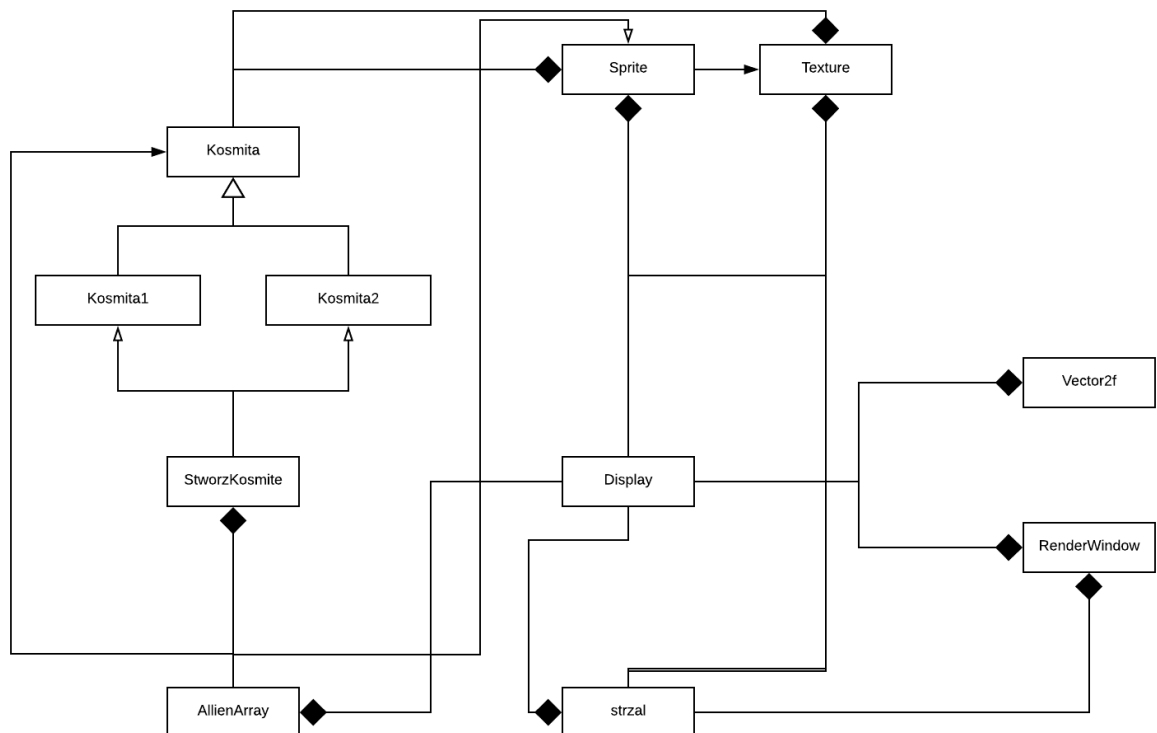 Sprite
Texture
Kosmita
Kosmita1
Kosmita2
Vector2f
StworzKosmite
Display
RenderWindow
AllienArray
strzal